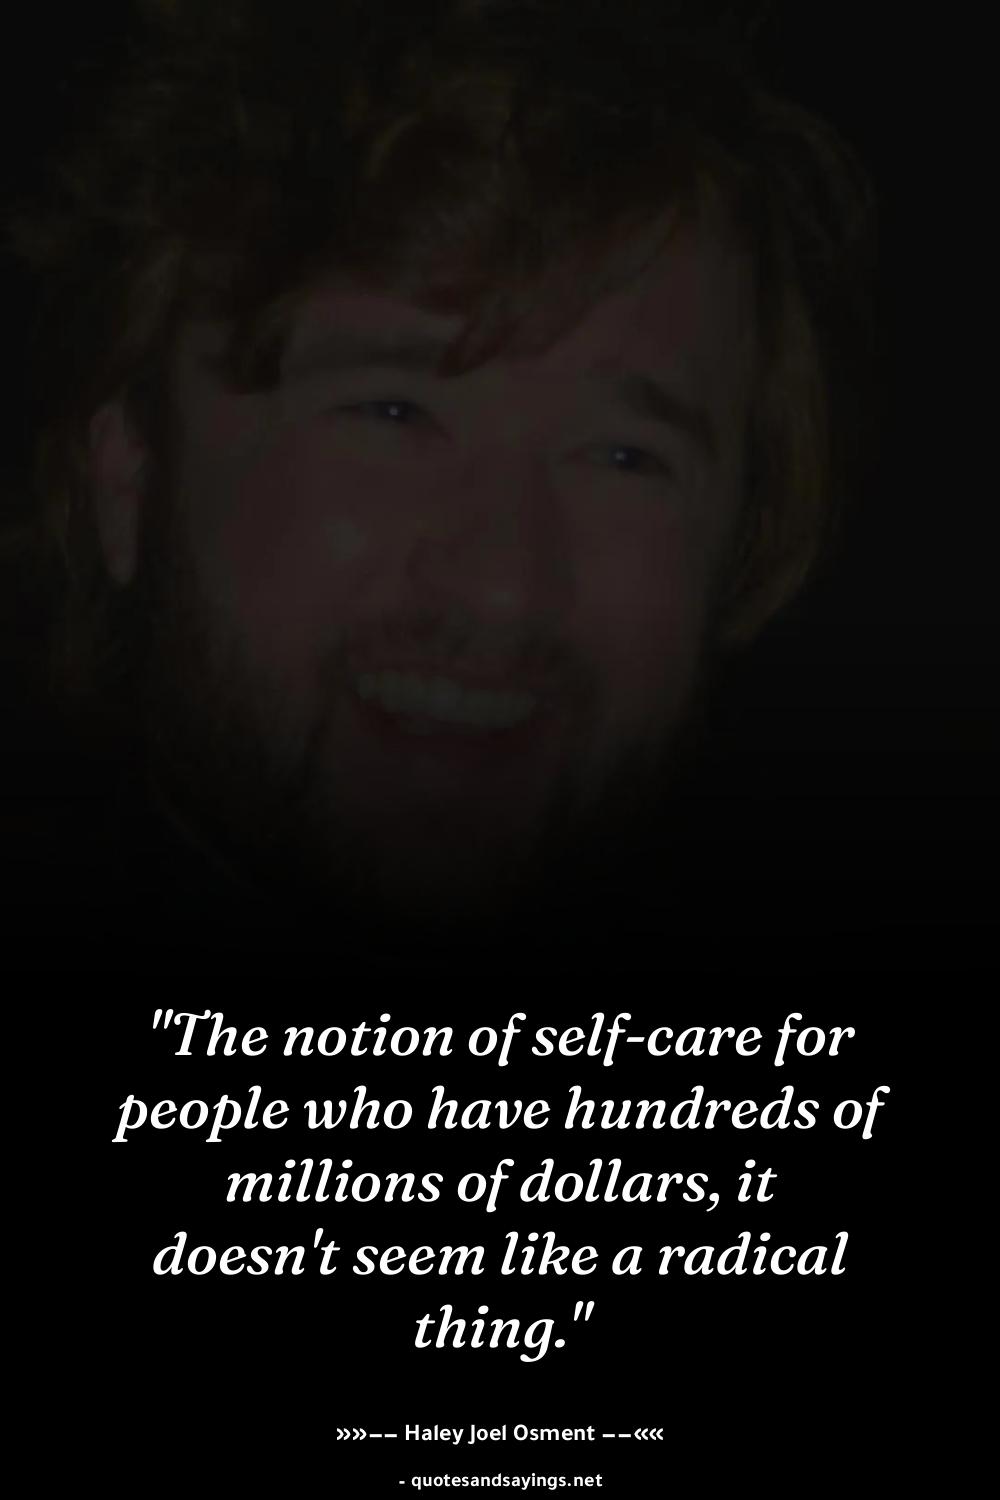 "The notion of self-care for
people who have hundreds of
millions of dollars, it
doesn't seem like a radical
thing."
»»−− Haley Joel Osment −−««
- quotesandsayings.net